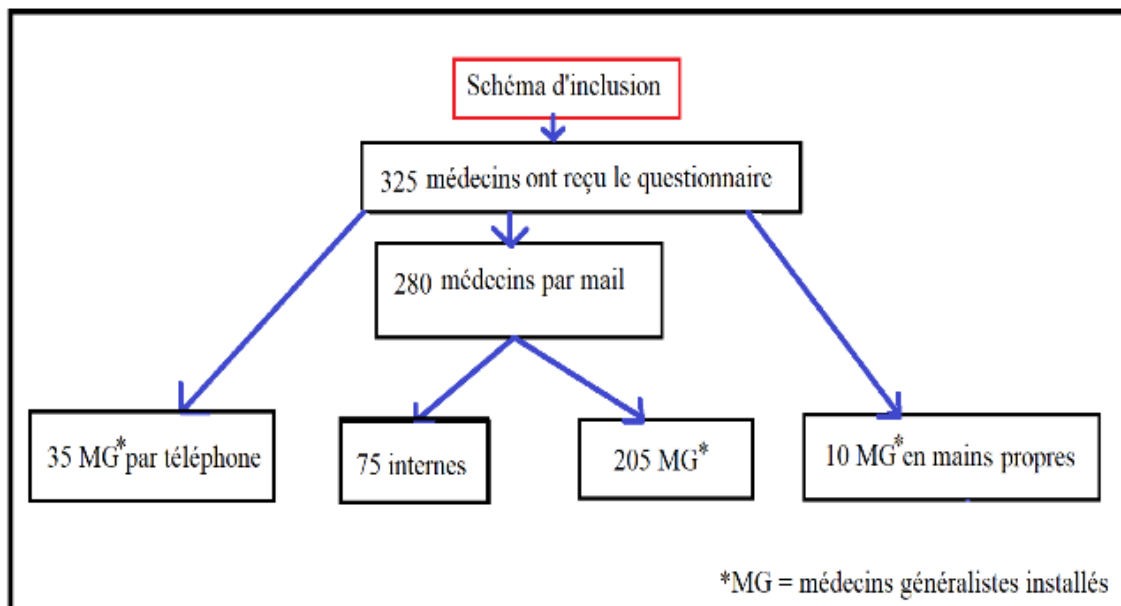 Schéma d'inclusion
325 médecins ont reçu le questionnaire
280 médecins par mail
35 MG* par téléphone
75 internes
205 MG*
10 MG* en mains propres
*MG = médecins généralistes installés